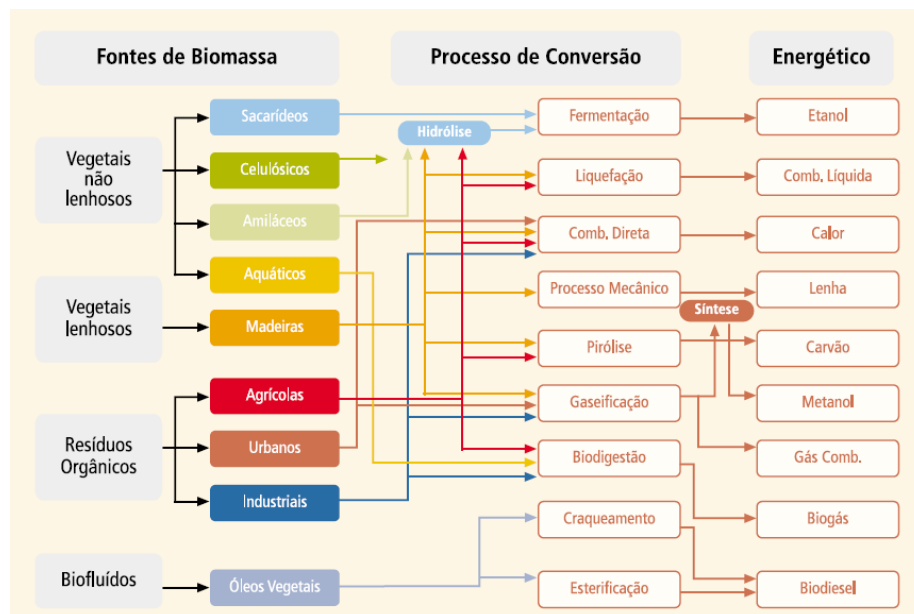 Fontes de Biomassa
Processo de Conversão
Energético
Vegetais
não
lenhosos
Vegetais
lenhosos
Resíduos
Orgânicos
Biofluídos
Sacarídeos
Celulósicos
Amiláceos
Aquáticos
Madeiras
Agrícolas
Urbanos
Industriais
Óleos Vegetais
Hidrólise
Fermentação
Liquefação
Comb. Direta
Processo Mecânico
Pirólise
Gaseificação
Biodigestão
Craqueamento
Esterificação
Síntese
Etanol
Comb. Líquida
Calor
Lenha
Carvão
Metanol
Gás Comb.
Biogás
Biodiesel